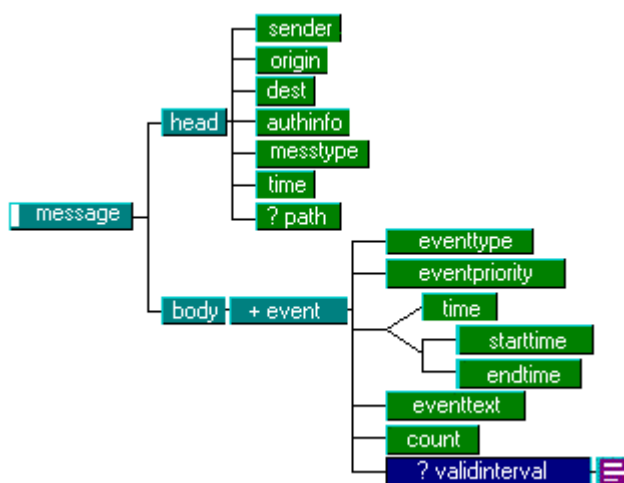 sender
origin
dest
head
authinfo
messtype
time
? path
message
eventtype
eventpriority
time
body
+ event
starttime
endtime
eventtext
count
? validinterval